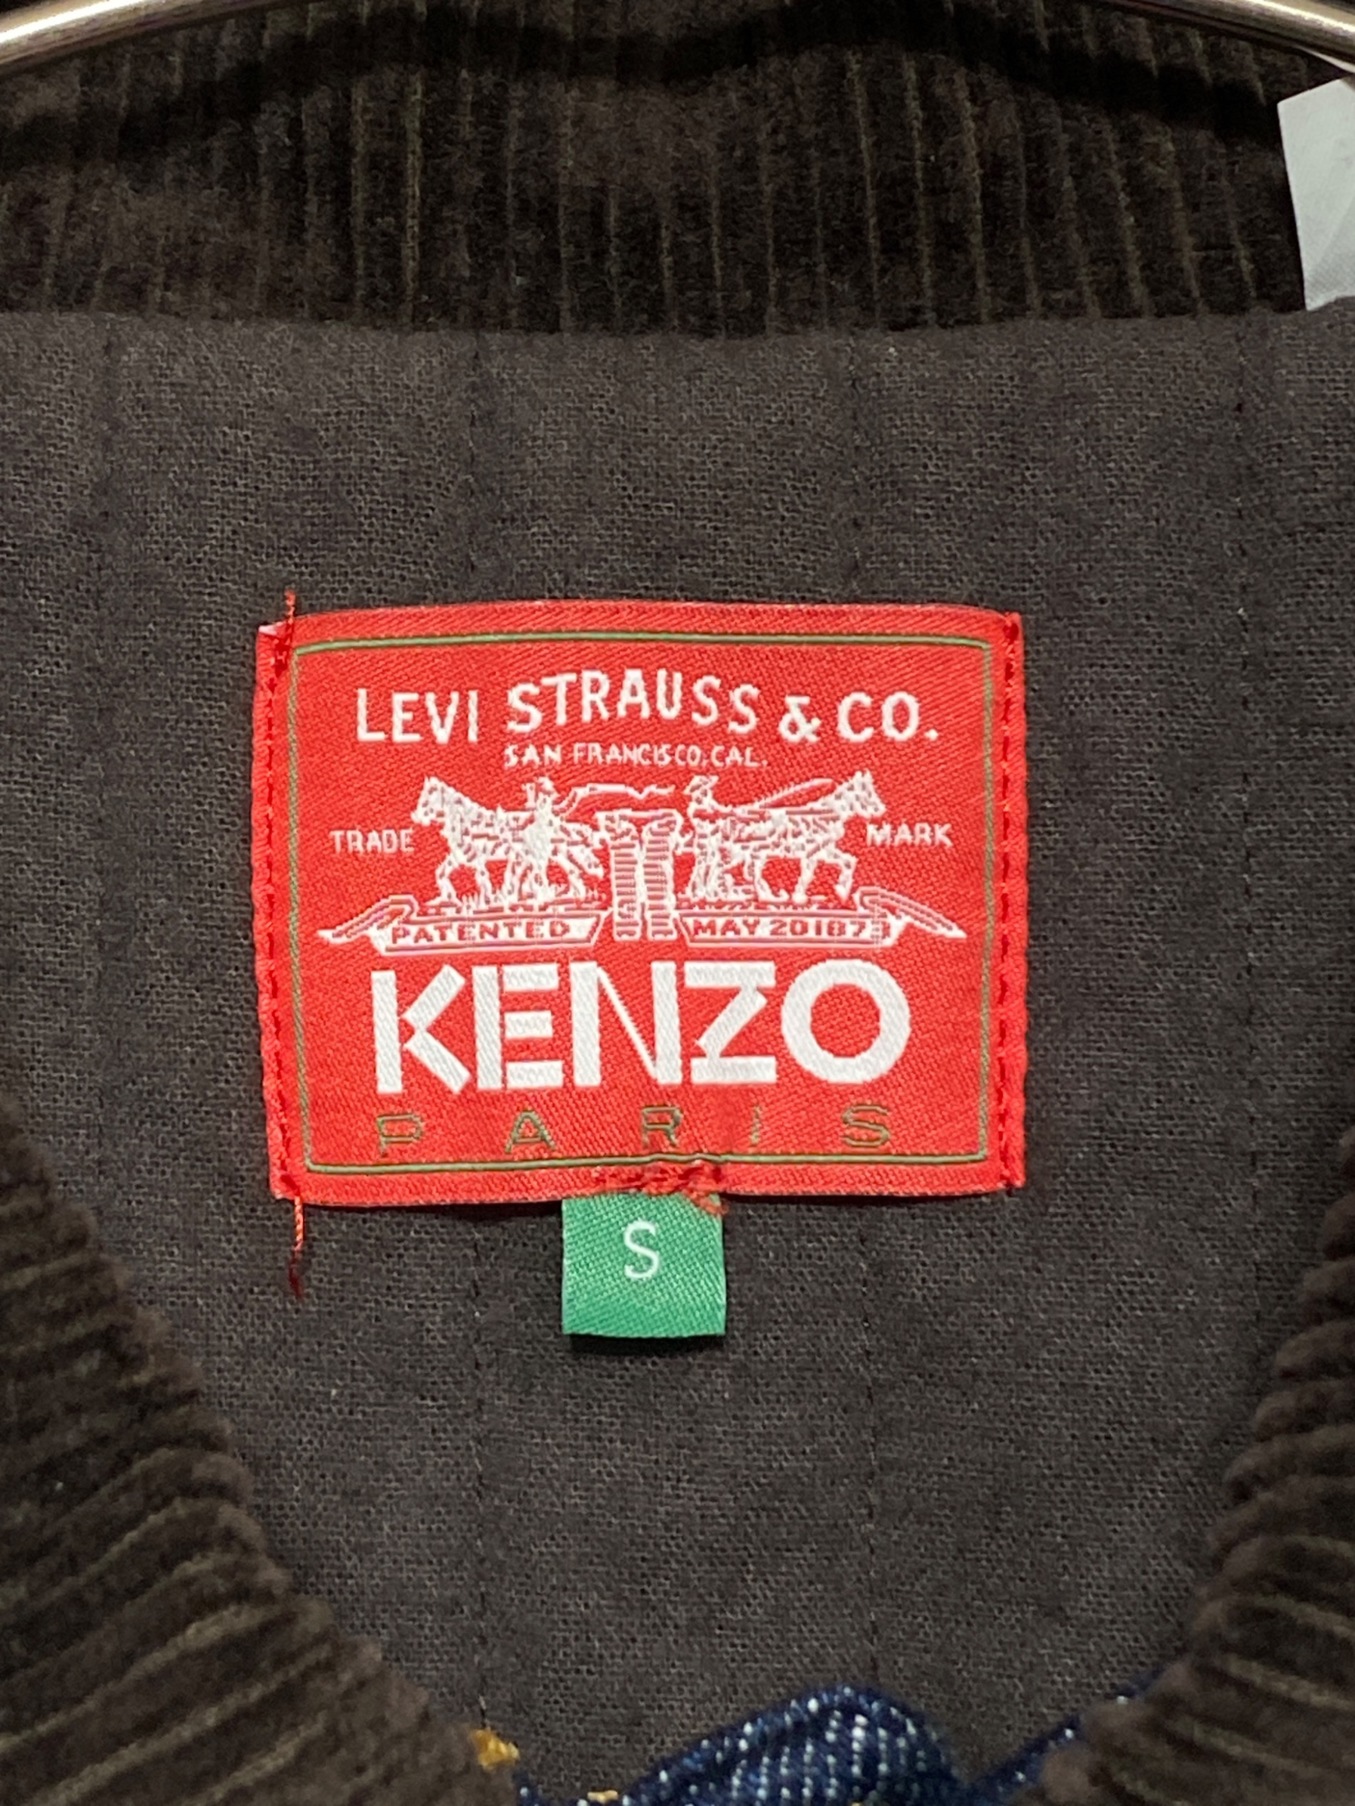 LEVI STRAUSS & CO.
SAN FRANCISCO, CAL.
TRADE MARK
PATENTED MAY 20 1873
KENZO
PARIS
S